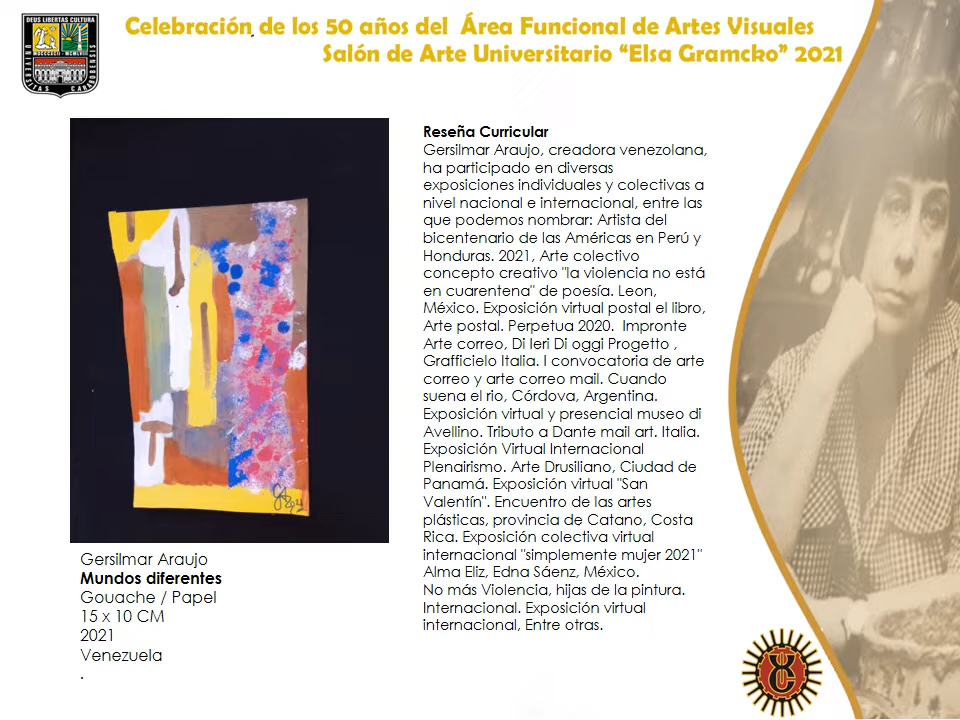 DEUS LIBERTAS CULTURA
UNIVERSITAS CARABOBENSIS
Celebración de los 50 años del Área Funcional de Artes Visuales
Salón de Arte Universitario “Elsa Gramcko” 2021
Reseña Curricular
Gersilmar Araujo, creadora venezolana,
ha participado en diversas
exposiciones individuales y colectivas a
nivel nacional e internacional, entre las
que podemos nombrar: Artista del
bicentenario de las Américas en Perú y
Honduras. 2021, Arte colectivo
concepto creativo "la violencia no está
en cuarentena" de poesía. Leon,
México. Exposición virtual postal el libro,
Arte postal. Perpetua 2020.  Impronte
Arte correo, Di Ieri Di oggi Progetto ,
Grafficielo Italia. I convocatoria de arte
correo y arte correo mail. Cuando
suena el rio, Córdova, Argentina.
Exposición virtual y presencial museo di
Avellino. Tributo a Dante mail art. Italia.
Exposición Virtual Internacional
Plenairismo. Arte Drusiliano, Ciudad de
Panamá. Exposición virtual "San
Valentín". Encuentro de las artes
plásticas, provincia de Catano, Costa
Rica. Exposición colectiva virtual
internacional "simplemente mujer 2021"
Alma Eliz, Edna Sáenz, México.
No más Violencia, hijas de la pintura.
Internacional. Exposición virtual
internacional, Entre otras.
Gersilmar Araujo
Mundos diferentes
Gouache / Papel
15 x 10 CM
2021
Venezuela
.